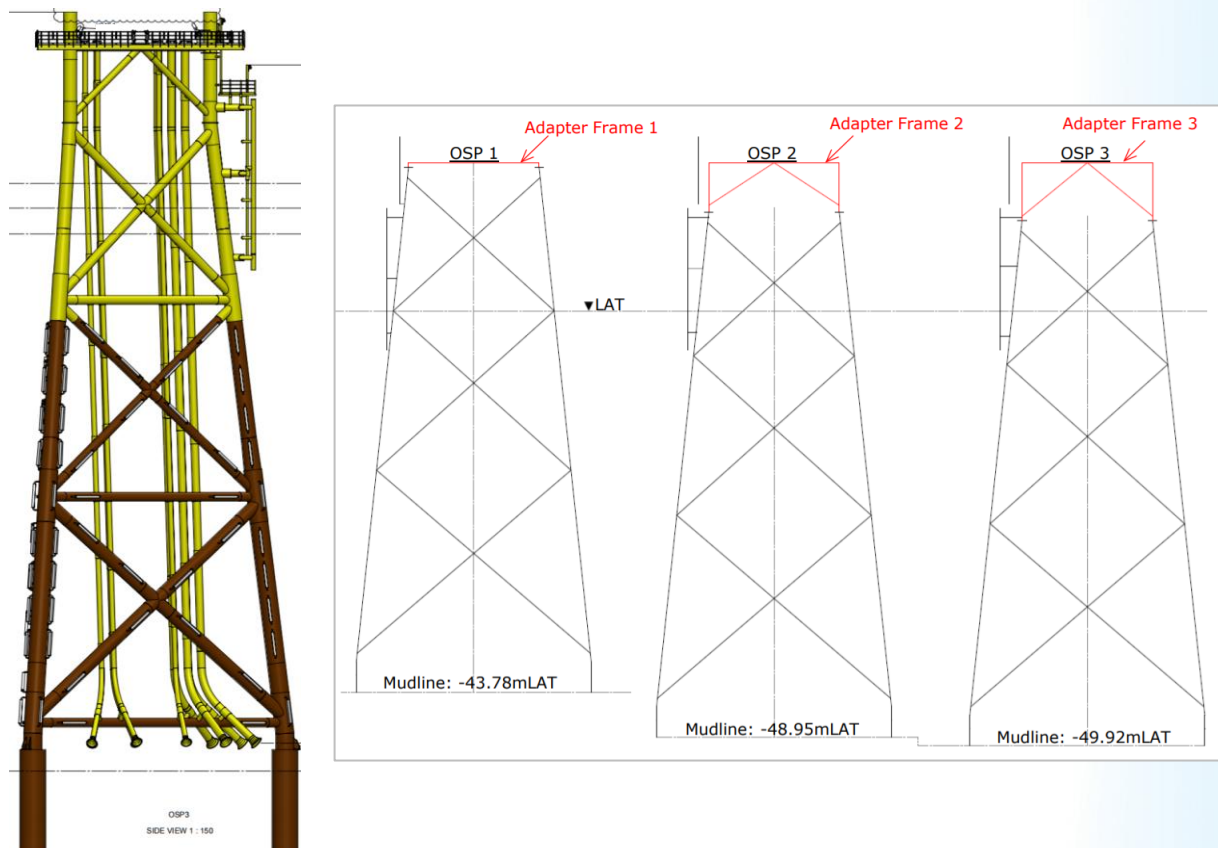 Adapter Frame 1
Adapter Frame 2
Adapter Frame 3
OSP 1
OSP 2
OSP 3
▼LAT
Mudline: -43.78mLAT
Mudline: -48.95mLAT
Mudline: -49.92mLAT
OSP3
SIDE VIEW 1 : 150